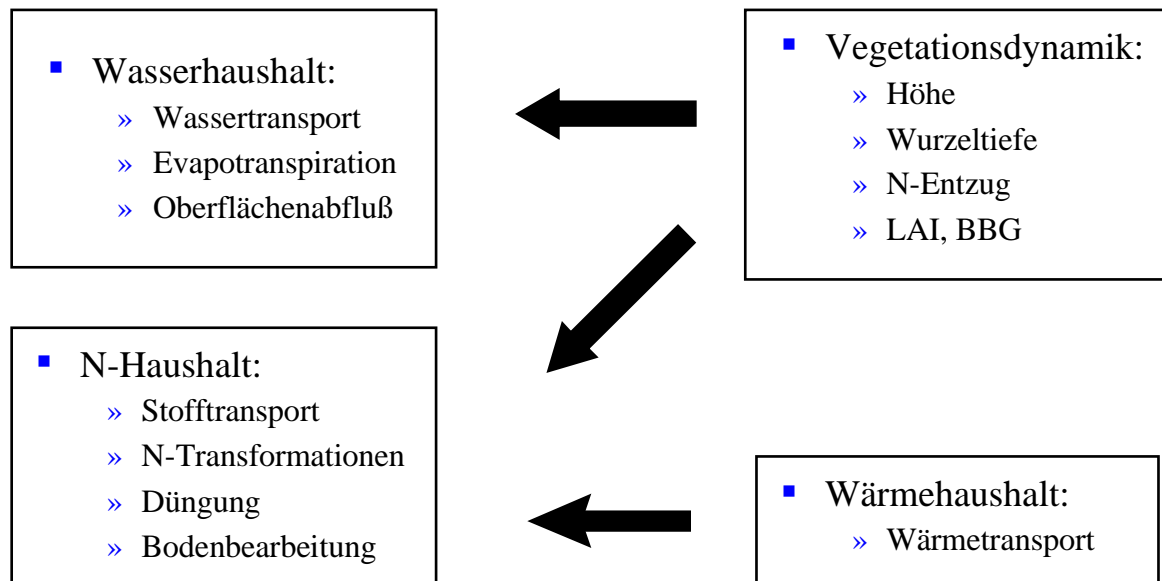 ▪ Wasserhaushalt:
» Wassertransport
» Evapotranspiration
» Oberflächenabfluß
▪ Vegetationsdynamik:
» Höhe
» Wurzeltiefe
» N-Entzug
» LAI, BBG
▪ N-Haushalt:
» Stofftransport
» N-Transformationen
» Düngung
» Bodenbearbeitung
▪ Wärmehaushalt:
» Wärmetransport